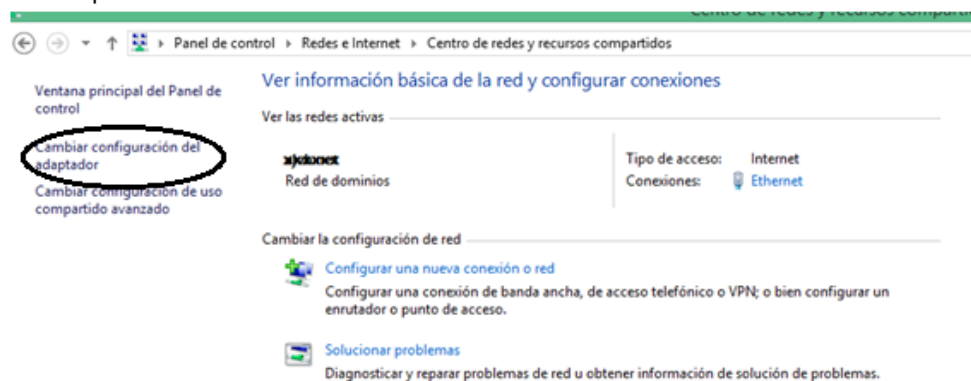 Centro de redes y recursos comparti
Panel de control ▸ Redes e Internet ▸ Centro de redes y recursos compartidos
Ventana principal del Panel de
control
Cambiar configuración del
adaptador
Cambiar configuración de uso
compartido avanzado
Ver información básica de la red y configurar conexiones
Ver las redes activas
Red de dominios
Tipo de acceso: Internet
Conexiones: Ethernet
Cambiar la configuración de red
Configurar una nueva conexión o red
Configurar una conexión de banda ancha, de acceso telefónico o VPN; o bien configurar un
enrutador o punto de acceso.
Solucionar problemas
Diagnosticar y reparar problemas de red u obtener información de solución de problemas.